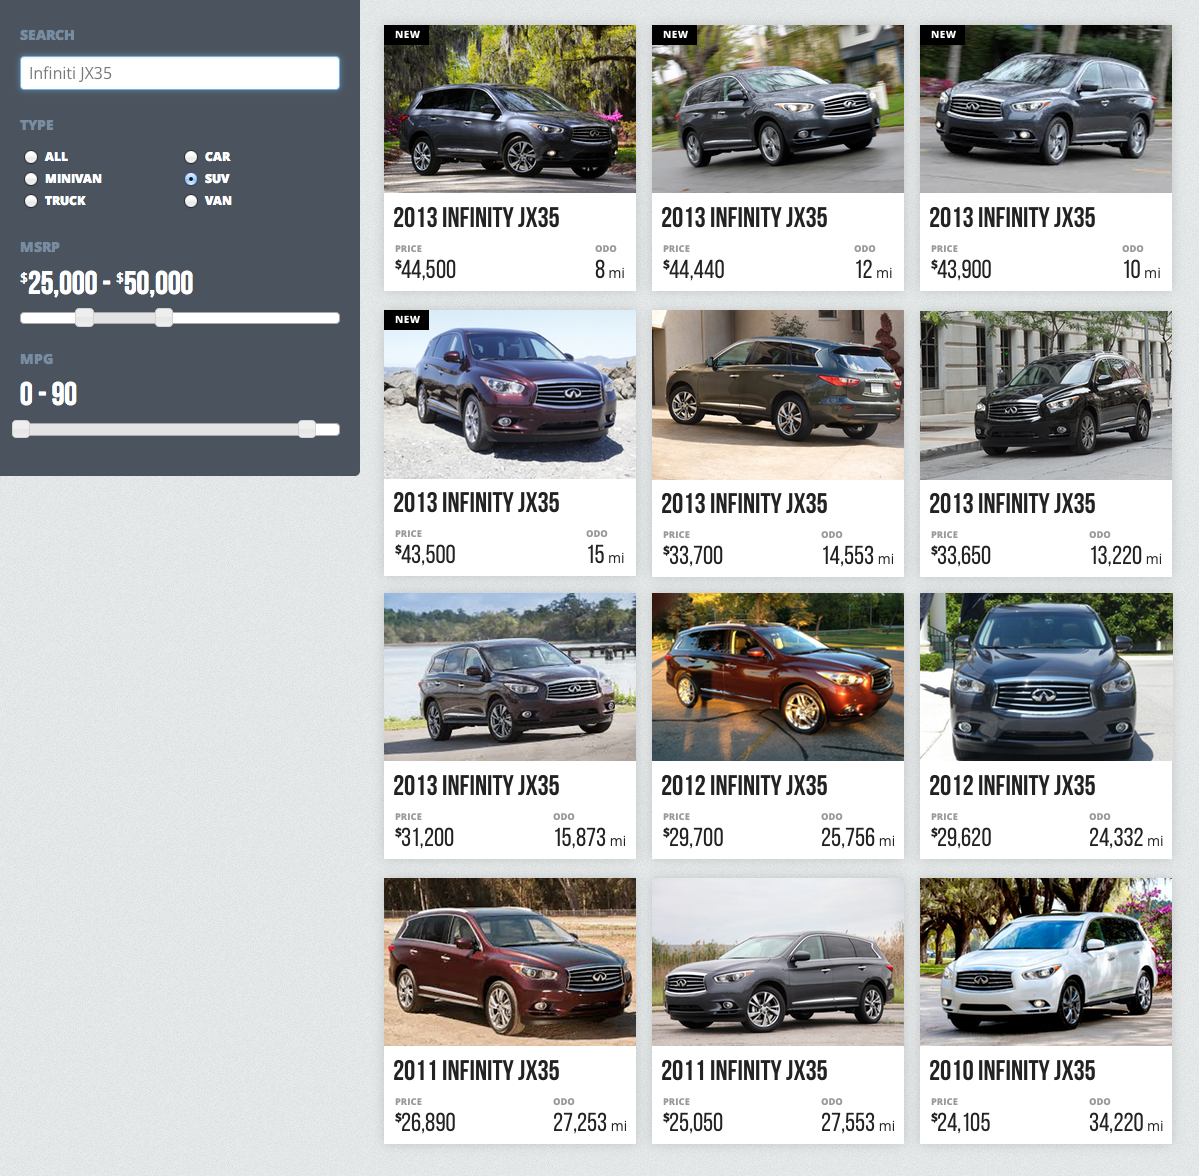 SEARCH
Infiniti JX35
TYPE
ALL
CAR
MINIVAN
SUV
TRUCK
VAN
MSRP
$25,000 - $50,000
MPG
0 - 90
NEW
2013 INFINITY JX35
PRICE ODO
$44,500 8 mi
NEW
2013 INFINITY JX35
PRICE ODO
$44,440 12 mi
NEW
2013 INFINITY JX35
PRICE ODO
$43,900 10 mi
NEW
2013 INFINITY JX35
PRICE ODO
$43,500 15 mi
2013 INFINITY JX35
PRICE ODO
$33,700 14,553 mi
2013 INFINITY JX35
PRICE ODO
$33,650 13,220 mi
2013 INFINITY JX35
PRICE ODO
$31,200 15,873 mi
2012 INFINITY JX35
PRICE ODO
$29,700 25,756 mi
2012 INFINITY JX35
PRICE ODO
$29,620 24,332 mi
2011 INFINITY JX35
PRICE ODO
$26,890 27,253 mi
2011 INFINITY JX35
PRICE ODO
$25,050 27,553 mi
2010 INFINITY JX35
PRICE ODO
$24,105 34,220 mi